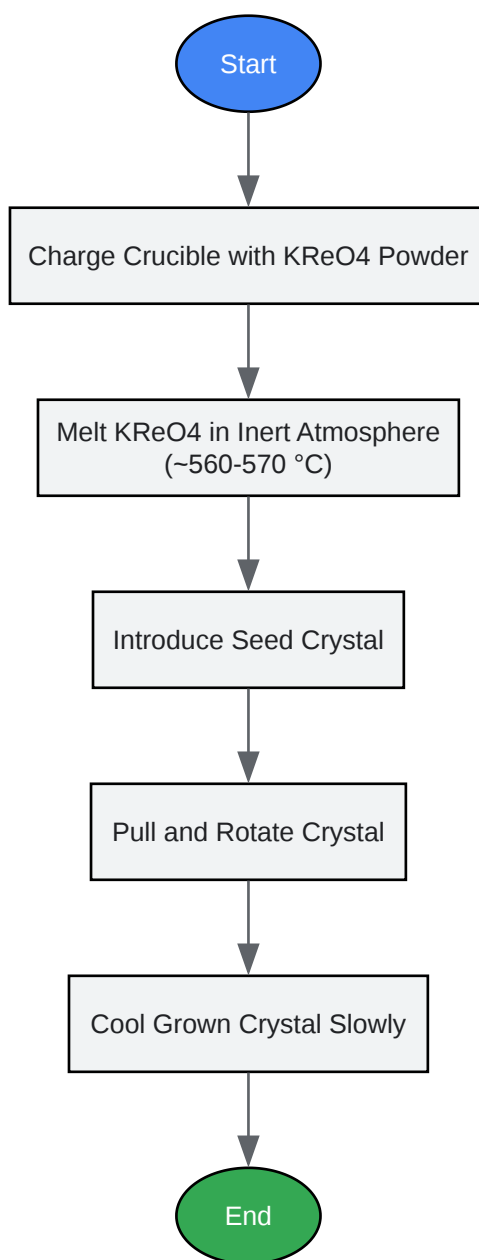 Start
Charge Crucible with KReO4 Powder
Melt KReO4 in Inert Atmosphere
(~560-570 °C)
Introduce Seed Crystal
Pull and Rotate Crystal
Cool Grown Crystal Slowly
End